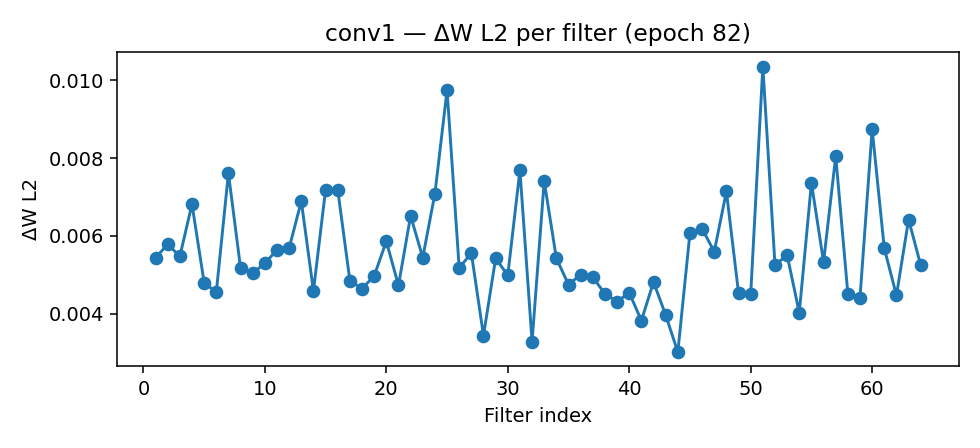 conv1 — ΔW L2 per filter (epoch 82)
ΔW L2
0.010
0.008
0.006
0.004
0 10 20 30 40 50 60
Filter index